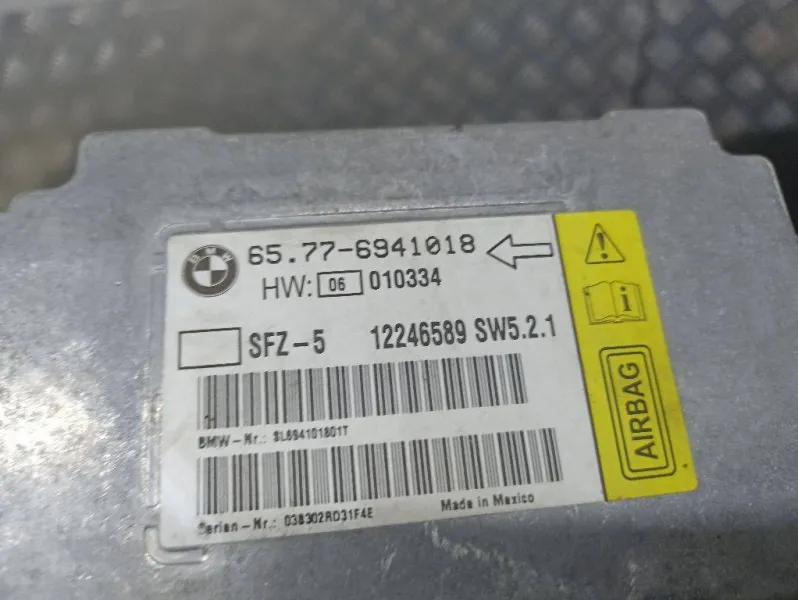 BMW
65.77-6941018
HW: 06 010334
SFZ-5 12246589 SW5.2.1
BMW-Nr.: SL694101801T
Serien-Nr.: 038302RD31F4E Made in Mexico
AIRBAG